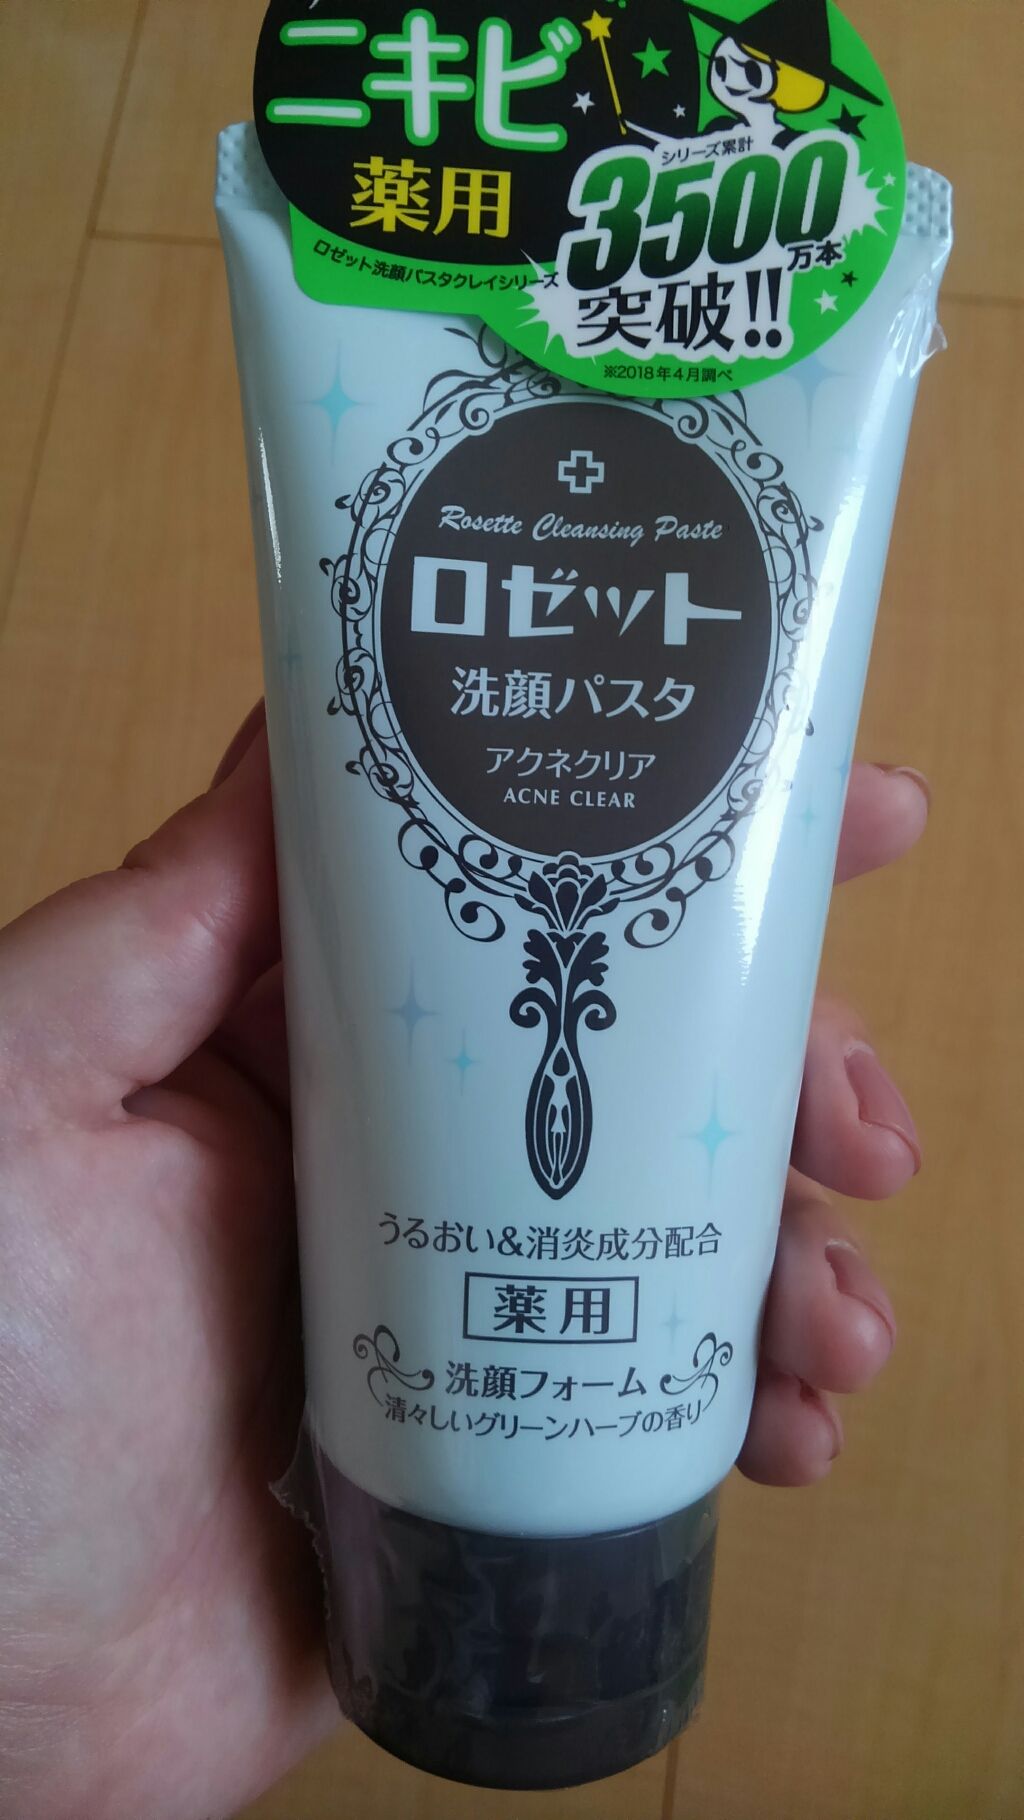 ニキビ
薬用
シリーズ累計
3500
万本
突破!!
ロゼット洗顔パスタクレイシリーズ
※2018年4月調べ
Rosette Cleansing Paste
ロゼット
洗顔パスタ
アクネクリア
ACNE CLEAR
うるおい&消炎成分配合
薬用
洗顔フォーム
清々しいグリーンハーブの香り